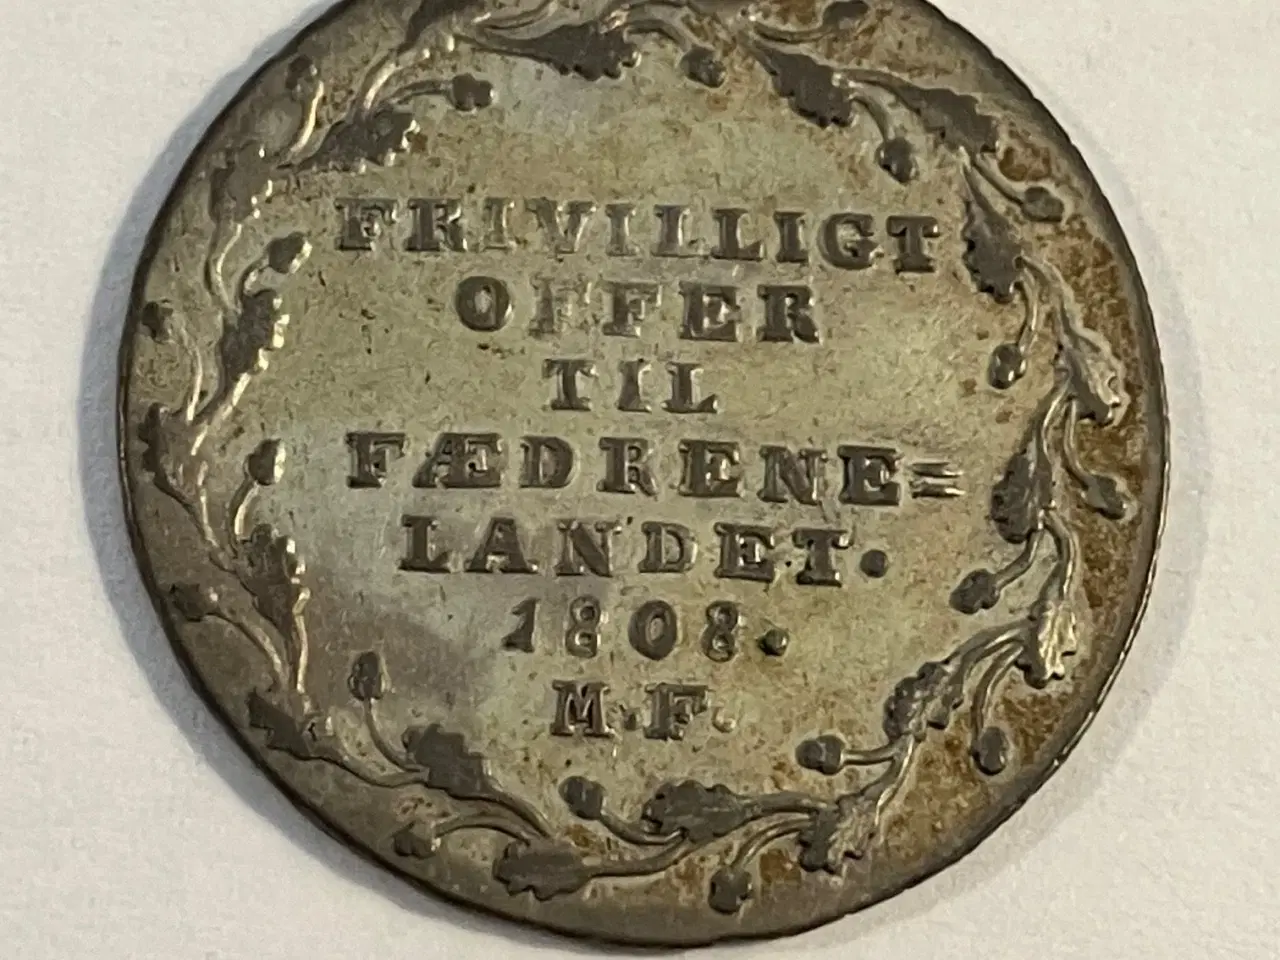 FRIVILLIGT
OFFER
TIL
FÆDRENE=
LANDET.
1808.
M.F.